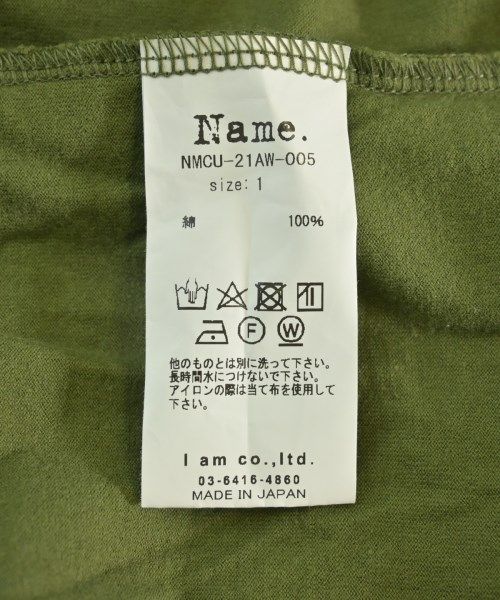 Name.
NMCU-21AW-005
size: 1
綿 100%
F W
他のものとは別に洗って下さい。
長時間水につけないで下さい。
アイロンの際は当て布を使用して
下さい。
I am co.,ltd.
03-6416-4860
MADE IN JAPAN